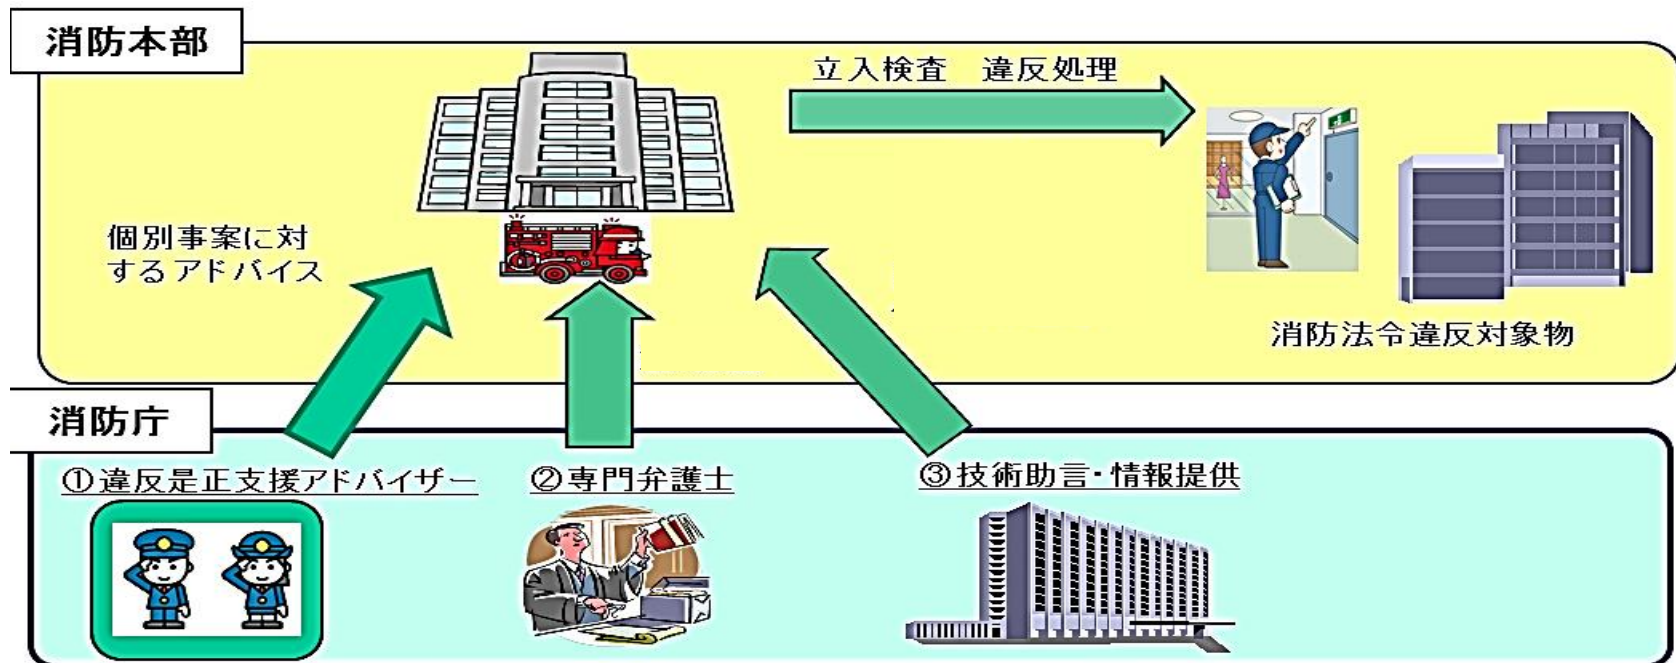 消防本部
立入検査　違反処理
個別事案に対
するアドバイス
消防法令違反対象物
消防庁
①違反是正支援アドバイザー
②専門弁護士
③技術助言・情報提供